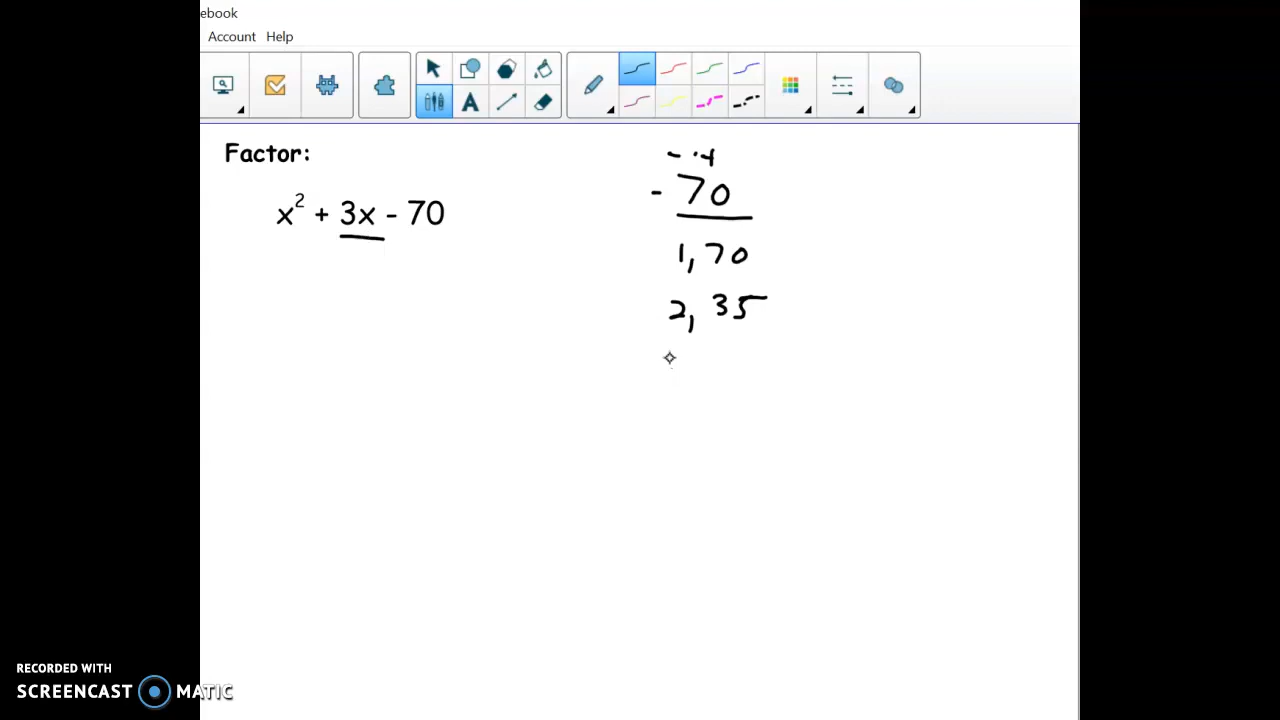 ebook
Account Help
Factor:
x² + 3x - 70
- · +
- 70
1, 70
2, 35
RECORDED WITH
SCREENCAST MATIC